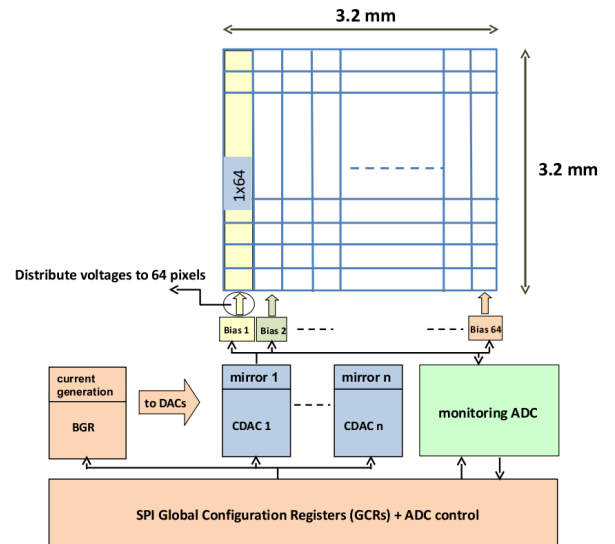 3.2 mm
1x64
3.2 mm
Distribute voltages to 64 pixels
Bias 1
Bias 2
Bias 64
current
generation
BGR
to DACs
mirror 1
CDAC 1
mirror n
CDAC n
monitoring ADC
SPI Global Configuration Registers (GCRs) + ADC control